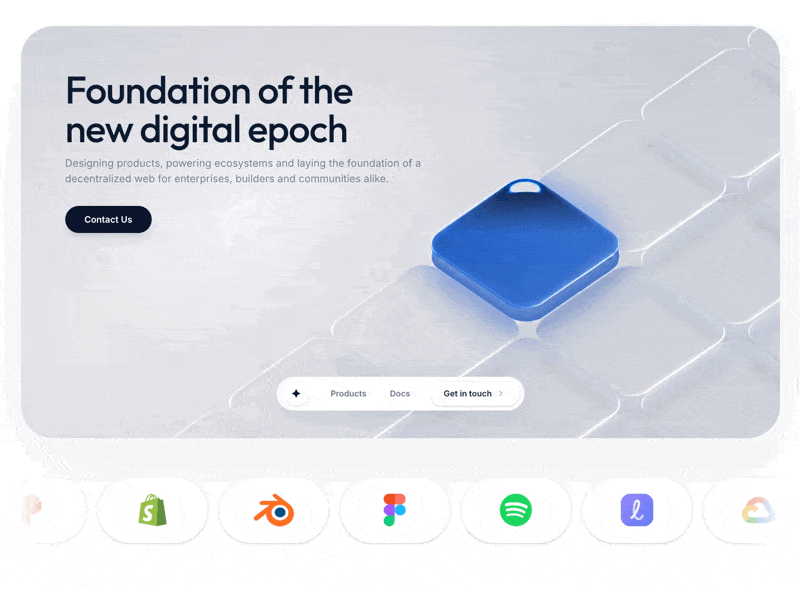 Foundation of the
new digital epoch
Designing products, powering ecosystems and laying the foundation of a
decentralized web for enterprises, builders and communities alike.
Contact Us
Products
Docs
Get in touch